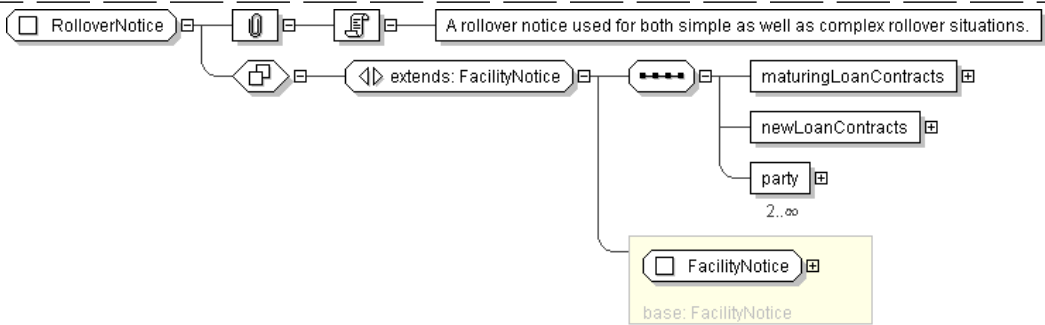 RolloverNotice
A rollover notice used for both simple as well as complex rollover situations.
extends: FacilityNotice
maturingLoanContracts
newLoanContracts
party
2..∞
FacilityNotice
base: FacilityNotice